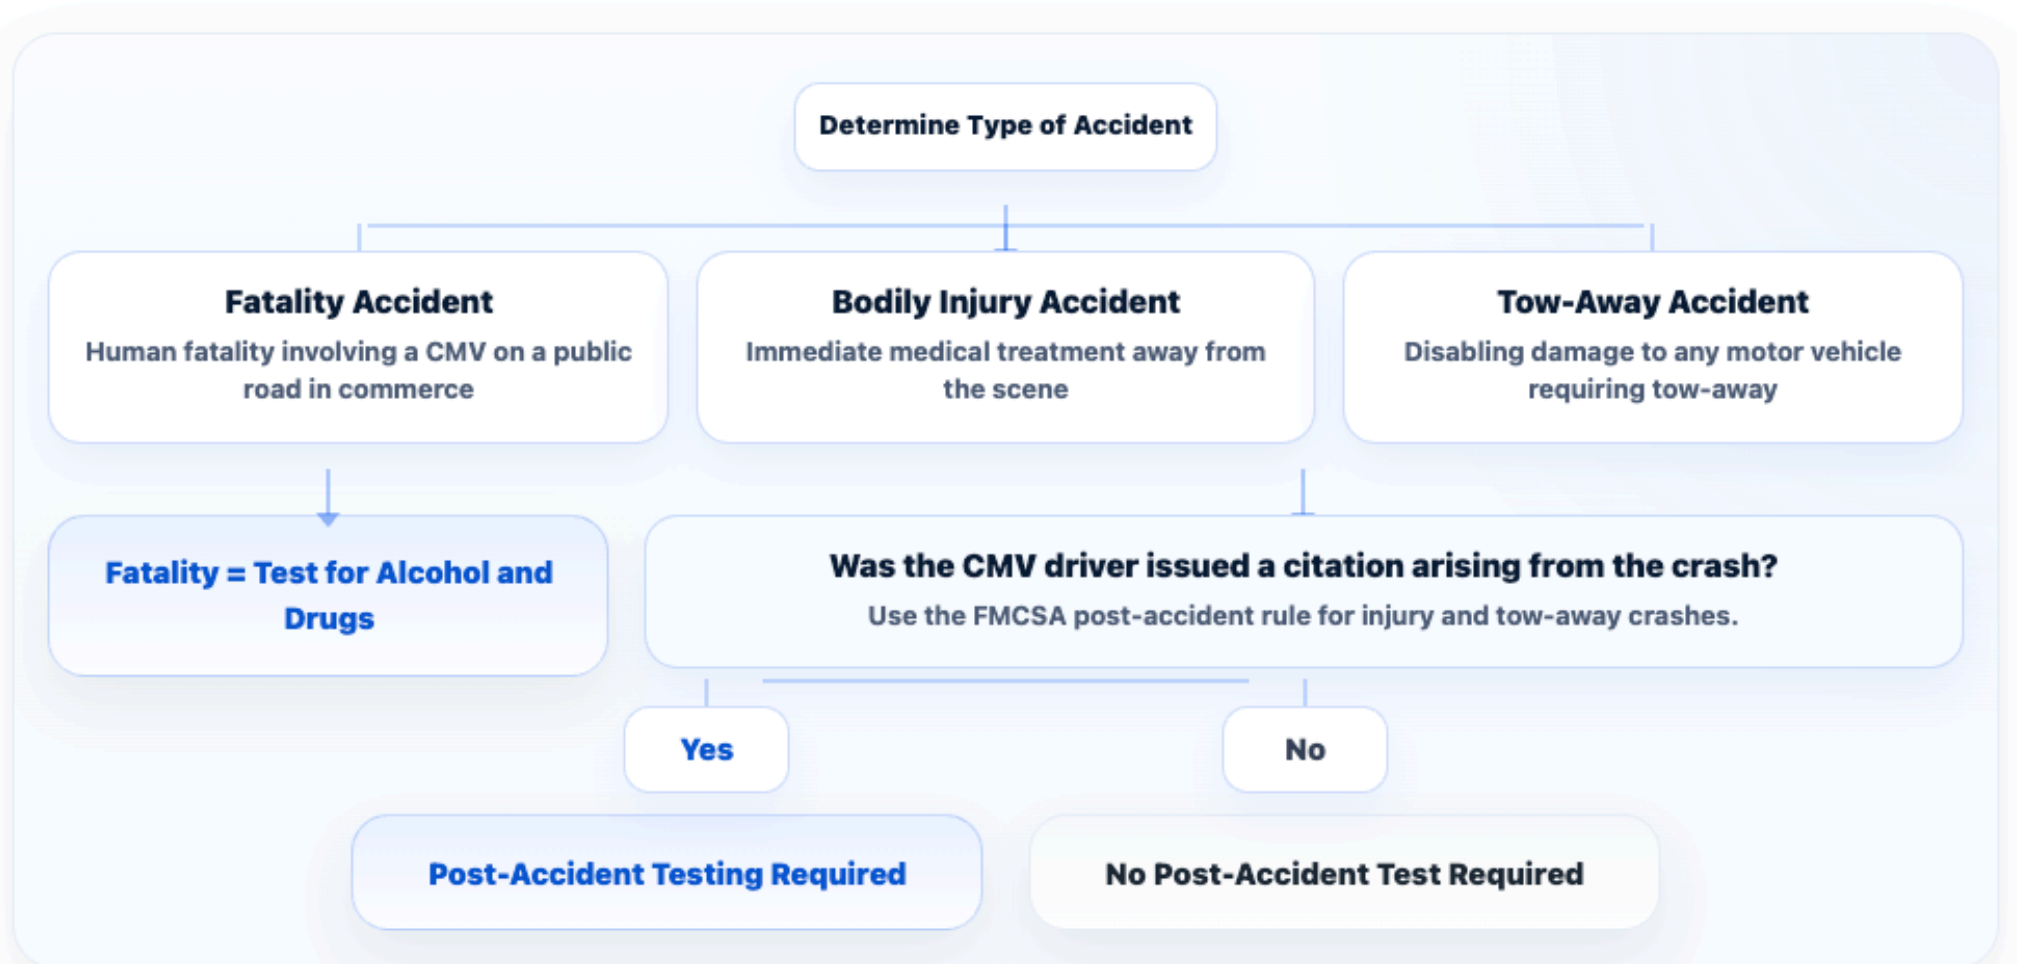 Determine Type of Accident
Fatality Accident
Human fatality involving a CMV on a public
road in commerce
Bodily Injury Accident
Immediate medical treatment away from
the scene
Tow-Away Accident
Disabling damage to any motor vehicle
requiring tow-away
Fatality = Test for Alcohol and
Drugs
Was the CMV driver issued a citation arising from the crash?
Use the FMCSA post-accident rule for injury and tow-away crashes.
Yes
No
Post-Accident Testing Required
No Post-Accident Test Required